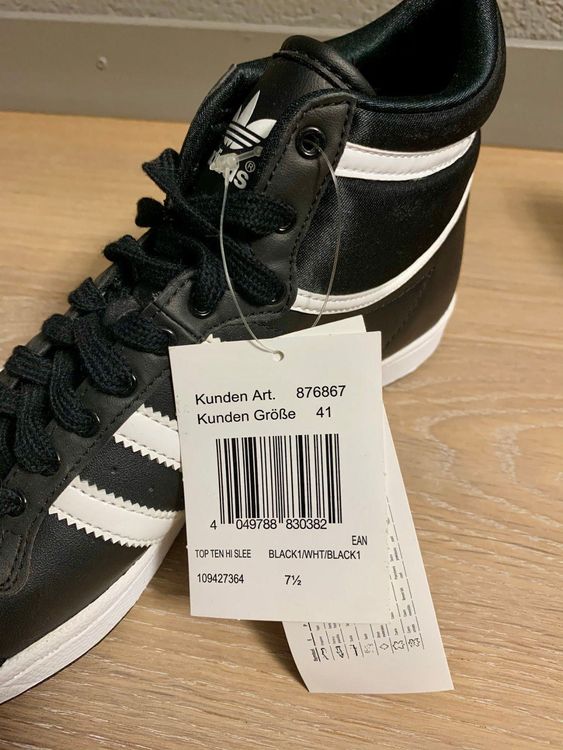 adidas®
Kunden Art. 876867
Kunden Größe 41
4 049788 830382
EAN
TOP TEN HI SLEE BLACK1/WHT/BLACK1
109427364 7½